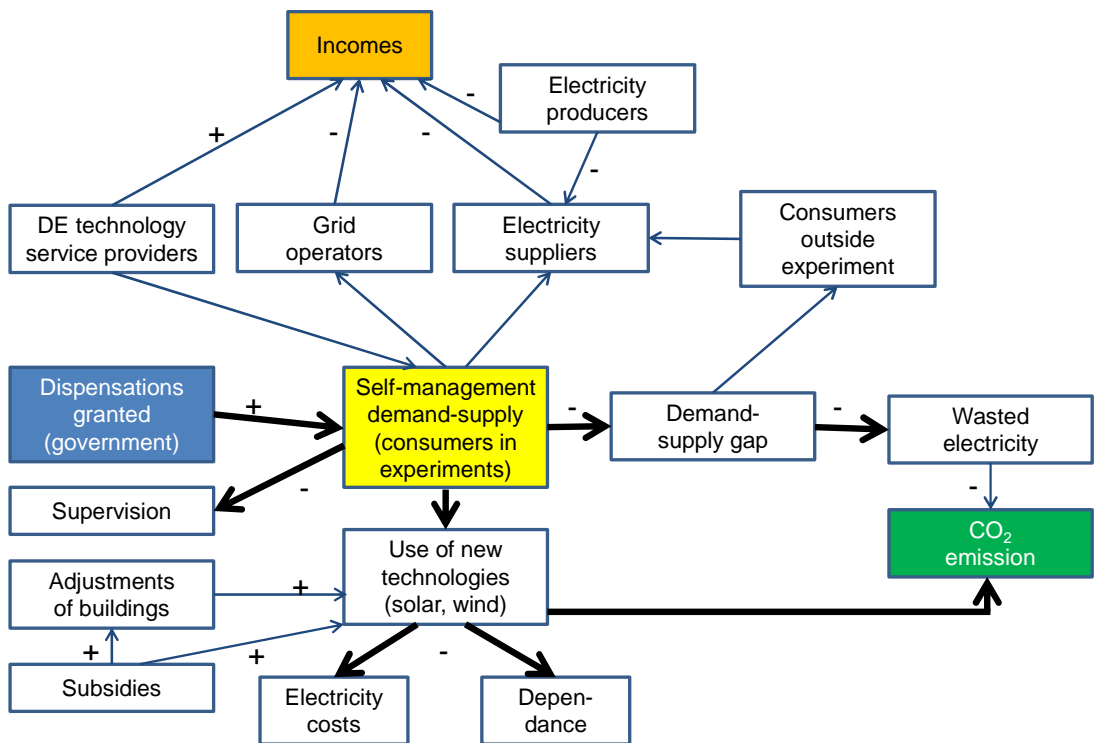 Incomes
Electricity
producers
-
+
-
-
-
DE technology
service providers
Grid
operators
Electricity
suppliers
Consumers
outside
experiment
Dispensations
granted
(government)
+
Self-management
demand-supply
(consumers in
experiments)
-
Demand-
supply gap
-
Wasted
electricity
-
Supervision
-
CO₂
emission
Use of new
technologies
(solar, wind)
Adjustments
of buildings
+
+
+
-
Subsidies
Electricity
costs
Depen-
dance